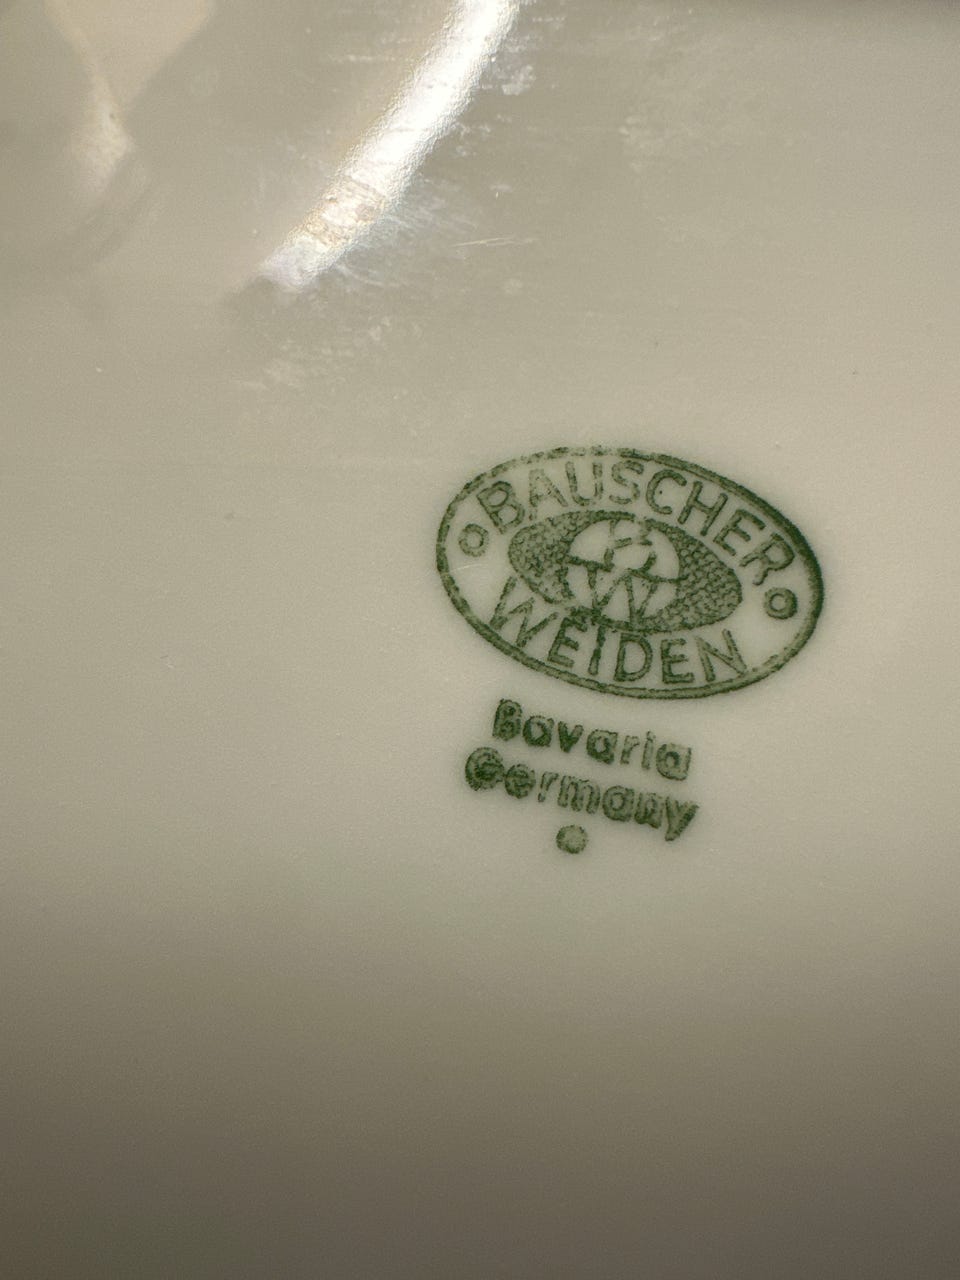 BAUSCHER
WEIDEN
Bavaria
Germany